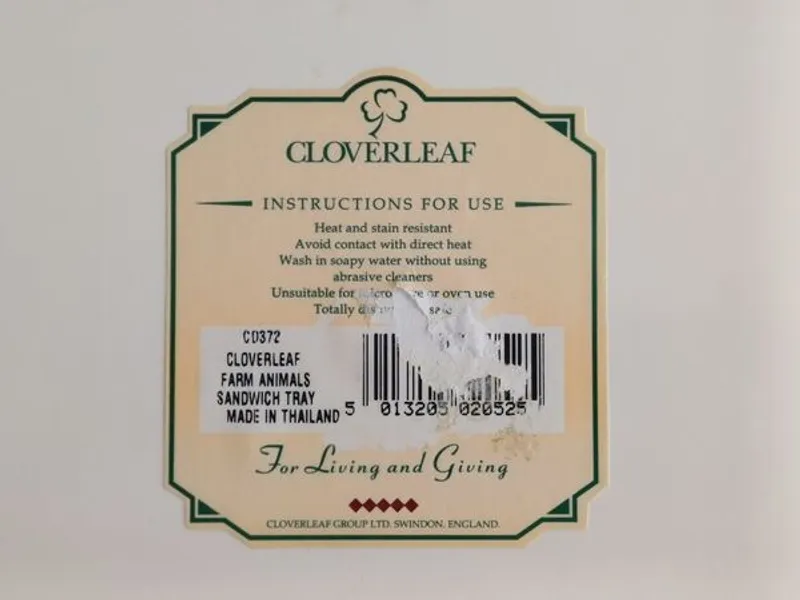 CLOVERLEAF
INSTRUCTIONS FOR USE
Heat and stain resistant
Avoid contact with direct heat
Wash in soapy water without using
abrasive cleaners
Unsuitable for or oven use
Totally
CD372
CLOVERLEAF
FARM ANIMALS
SANDWICH TRAY
MADE IN THAILAND
5 013205 020525
For Living and Giving
CLOVERLEAF GROUP LTD. SWINDON. ENGLAND.